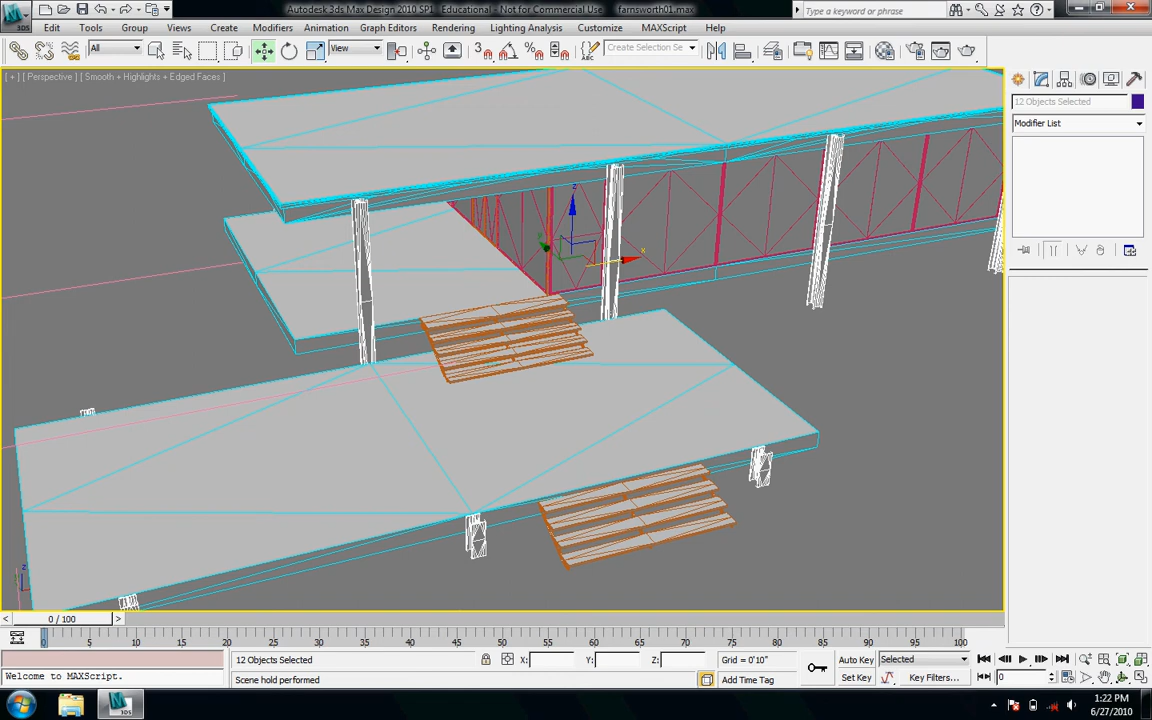 Autodesk 3ds Max Design 2010 SP1 - Educational - Not for Commercial Use farnsworth01.max
Type a keyword or phrase
3DS
Edit Tools Group Views Create Modifiers Animation Graph Editors Rendering Lighting Analysis Customize MAXScript Help
All View 3 % Create Selection Se
[ + ] [ Perspective ] [ Smooth + Highlights + Edged Faces ]
12 Objects Selected
Modifier List
z
x
y
z
< 0 / 100 >
0 5 10 15 20 25 30 35 40 45 50 55 60 65 70 75 80 85 90 95 100
12 Objects Selected X: Y: Z: Grid = 0'10" Auto Key Selected
Welcome to MAXScript. Scene hold performed Add Time Tag Set Key Key Filters... 0
3DS
1:22 PM
6/27/2010